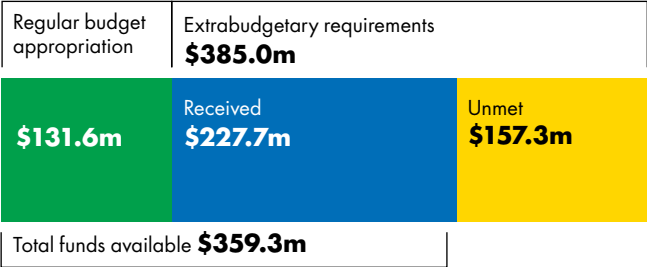 Regular budget
appropriation
Extrabudgetary requirements
$385.0m
$131.6m
Received
$227.7m
Unmet
$157.3m
Total funds available $359.3m